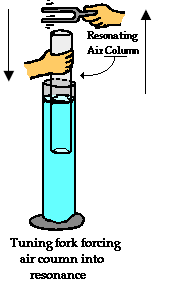 Resonating
Air Column
Tuning fork forcing
air coumn into
resonance